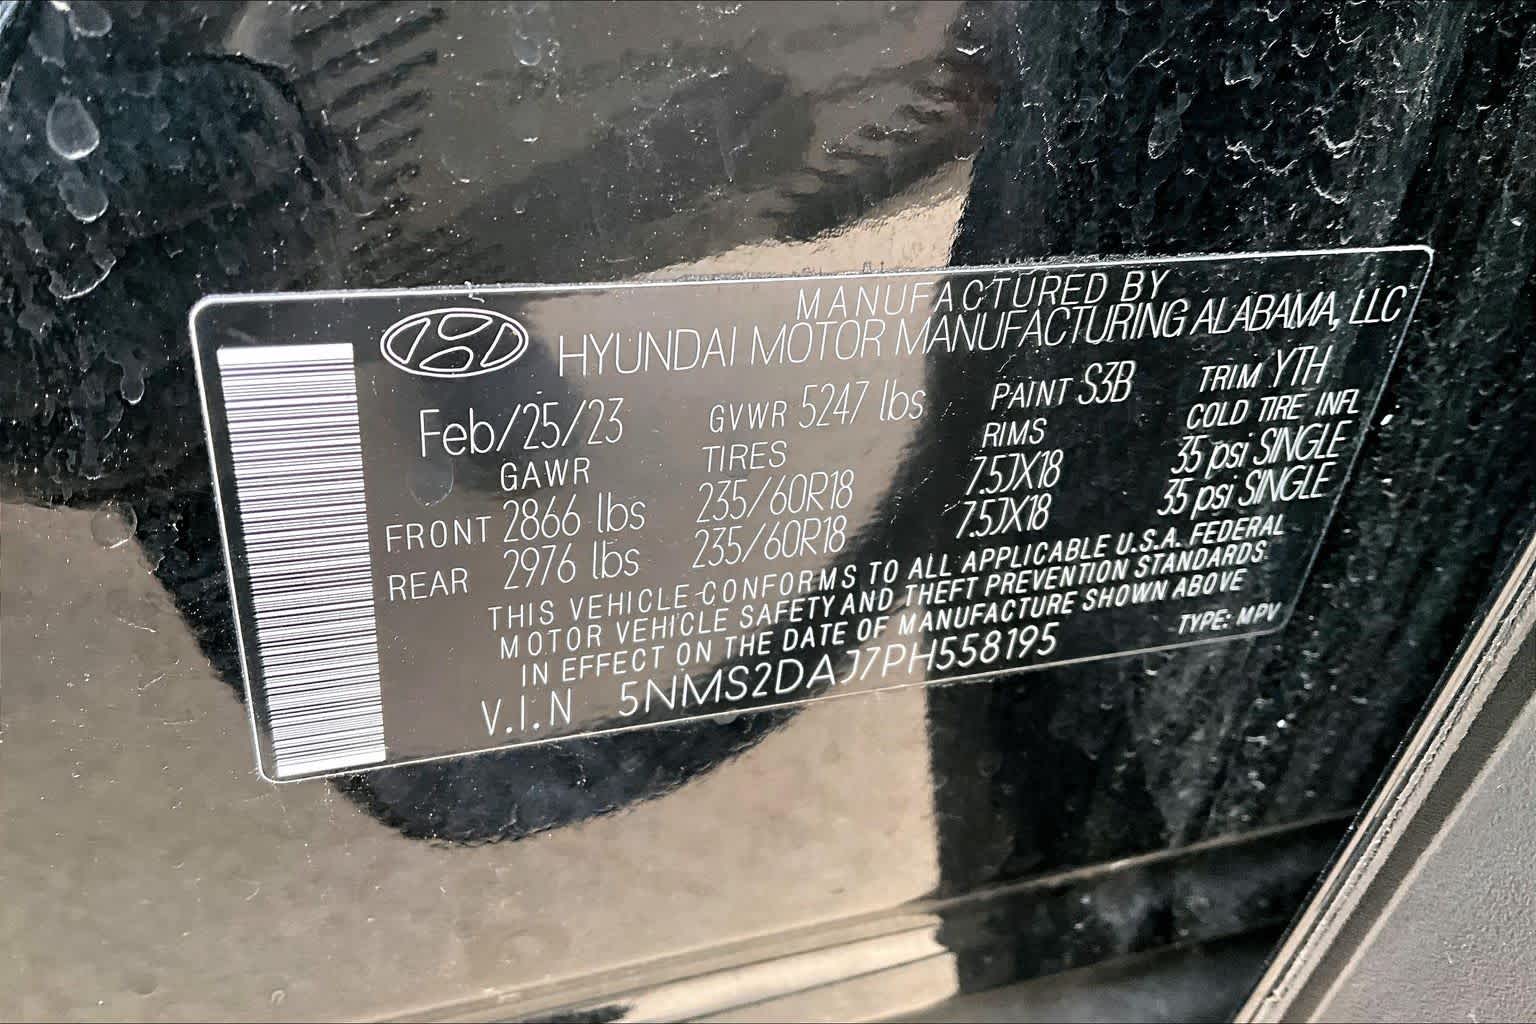 MANUFACTURED BY
HYUNDAI MOTOR MANUFACTURING ALABAMA, LLC
Feb/25/23 GVWR 5247 lbs PAINT S3B TRIM YTH
GAWR TIRES RIMS COLD TIRE INFL
FRONT 2866 lbs 235/60R18 7.5JX18 35 psi SINGLE
REAR 2976 lbs 235/60R18 7.5JX18 35 psi SINGLE
THIS VEHICLE CONFORMS TO ALL APPLICABLE U.S.A. FEDERAL
MOTOR VEHICLE SAFETY AND THEFT PREVENTION STANDARDS
IN EFFECT ON THE DATE OF MANUFACTURE SHOWN ABOVE
V.I.N 5NMS2DAJ7PH558195 TYPE: MPV